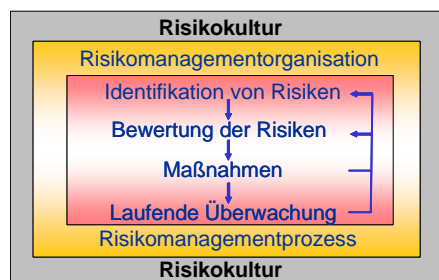 Risikokultur
Risikomanagementorganisation
Identifikation von Risiken
Bewertung der Risiken
Maßnahmen
Laufende Überwachung
Risikomanagementprozess
Risikokultur